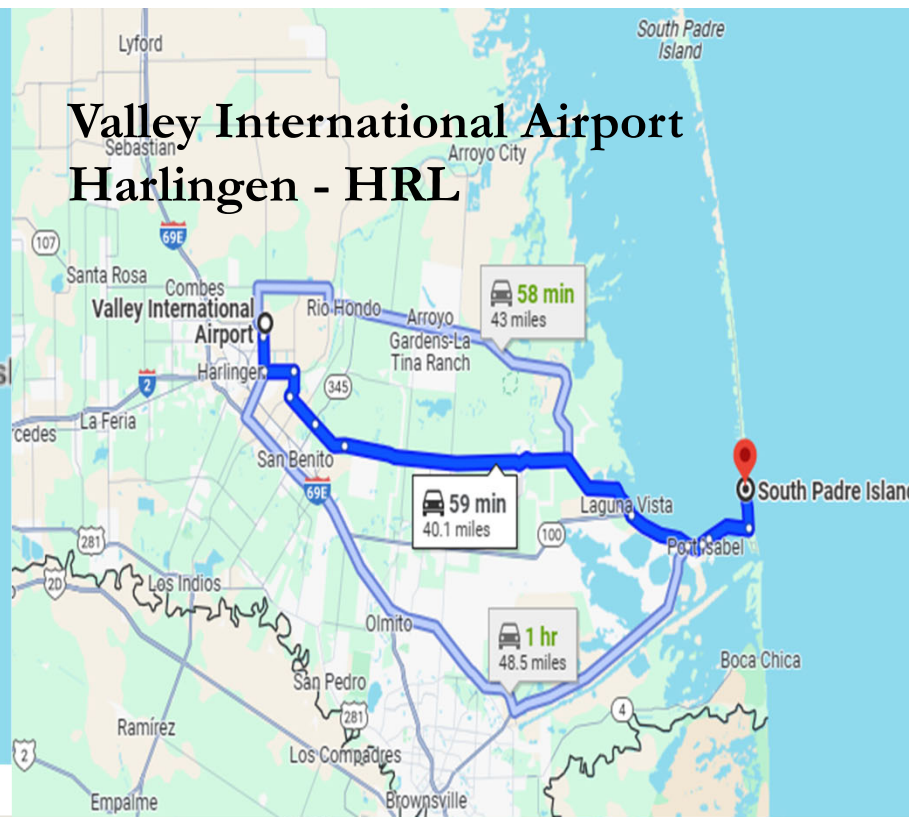 South Padre
Island
Lyford
Valley International Airport
Sebastian
Arroyo City
Harlingen - HRL
69E
107
Santa Rosa
Combes
58 min
43 miles
Valley International
Airport
Rio Hondo
Arroyo
Gardens-La
Tina Ranch
Harlingen
2
345
La Feria
cedes
San Benito
69E
59 min
40.1 miles
South Padre Island
Laguna Vista
100
Port Isabel
281
2D
Los Indios
Olmito
1 hr
48.5 miles
Boca Chica
San Pedro
281
4
Ramírez
2
Los Compadres
Empalme
Brownsville